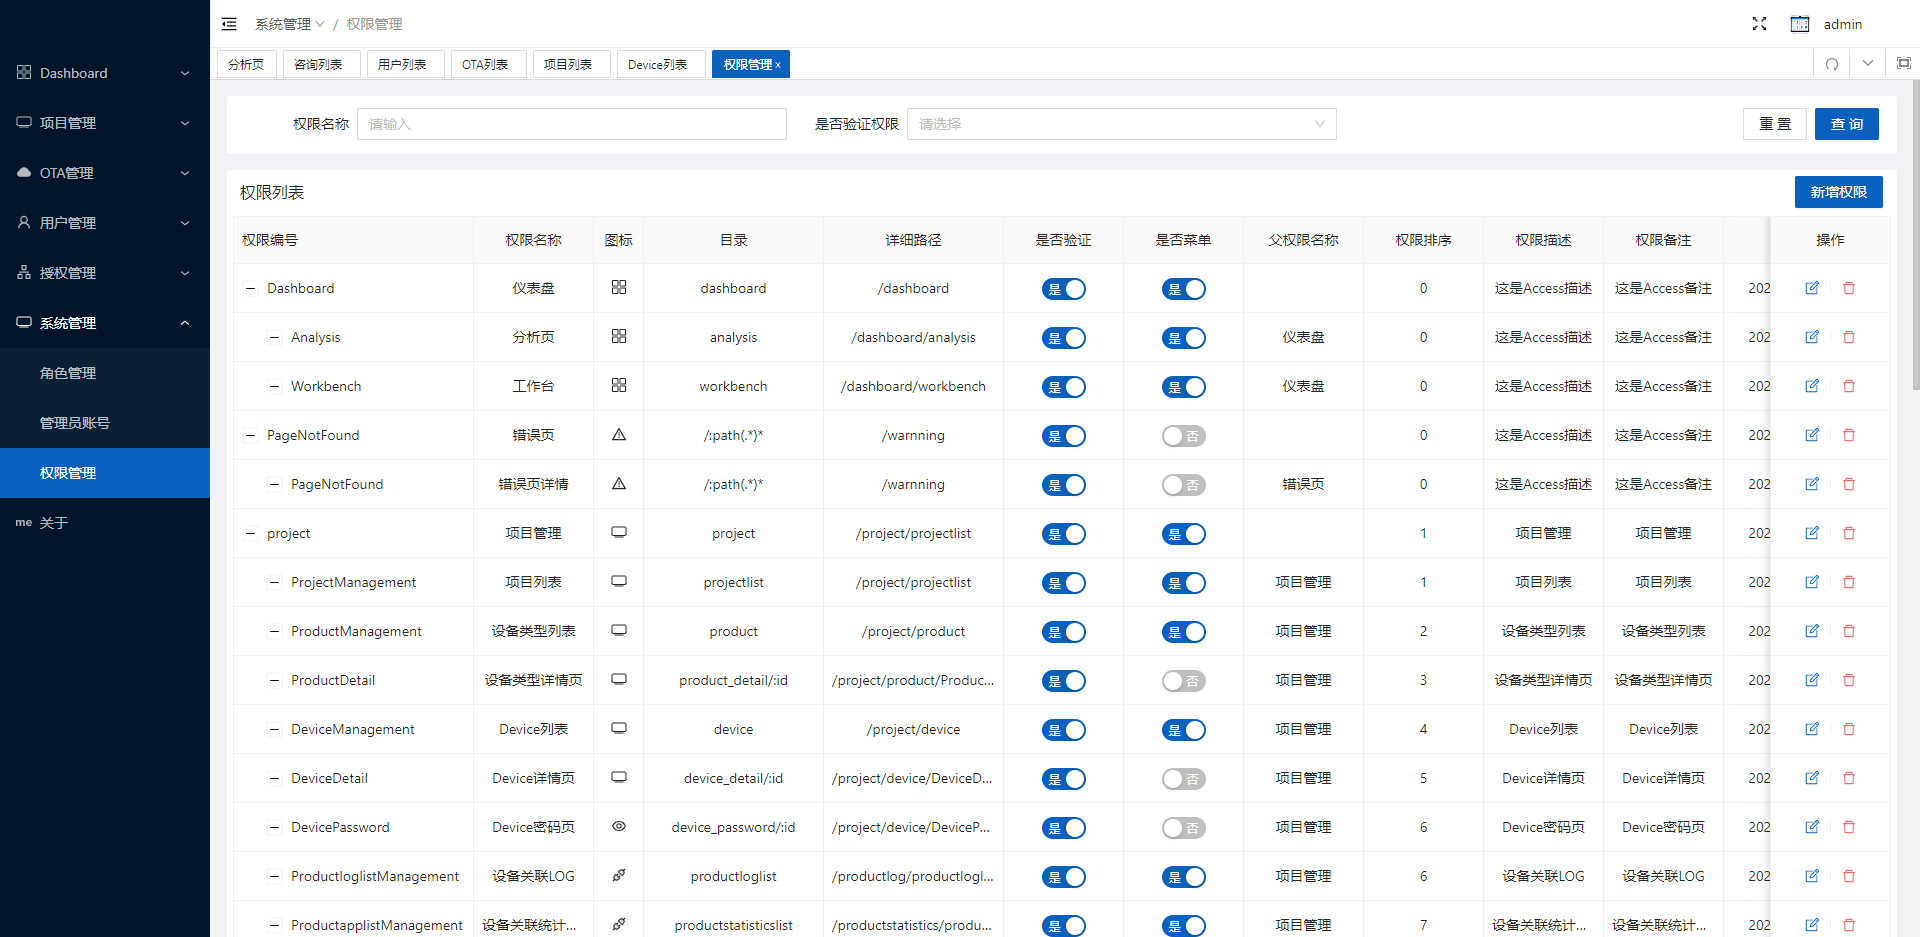 系统管理 / 权限管理
admin
分析页 咨询列表 用户列表 OTA列表 项目列表 Device列表 权限管理 x
Dashboard
项目管理
OTA管理
用户管理
授权管理
系统管理
角色管理
管理员账号
权限管理
me 关于
权限名称 请输入 是否验证权限 请选择 重 置 查 询
权限列表 新增权限
权限编号 权限名称 图标 目录 详细路径 是否验证 是否菜单 父权限名称 权限排序 权限描述 权限备注 操作
Dashboard 仪表盘 dashboard /dashboard 是 是 0 这是Access描述 这是Access备注 202
Analysis 分析页 analysis /dashboard/analysis 是 是 仪表盘 0 这是Access描述 这是Access备注 202
Workbench 工作台 workbench /dashboard/workbench 是 是 仪表盘 0 这是Access描述 这是Access备注 202
PageNotFound 错误页 /:path(.*)* /warnning 是 否 0 这是Access描述 这是Access备注 202
PageNotFound 错误页详情 /:path(.*)* /warnning 是 否 错误页 0 这是Access描述 这是Access备注 202
project 项目管理 project /project/projectlist 是 是 1 项目管理 项目管理 202
ProjectManagement 项目列表 projectlist /project/projectlist 是 是 项目管理 1 项目列表 项目列表 202
ProductManagement 设备类型列表 product /project/product 是 是 项目管理 2 设备类型列表 设备类型列表 202
ProductDetail 设备类型详情页 product_detail/:id /project/product/Produc... 是 否 项目管理 3 设备类型详情页 设备类型详情页 202
DeviceManagement Device列表 device /project/device 是 是 项目管理 4 Device列表 Device列表 202
DeviceDetail Device详情页 device_detail/:id /project/device/DeviceD... 是 否 项目管理 5 Device详情页 Device详情页 202
DevicePassword Device密码页 device_password/:id /project/device/DeviceP... 是 否 项目管理 6 Device密码页 Device密码页 202
ProductloglistManagement 设备关联LOG productloglist /productlog/productlogl... 是 是 项目管理 6 设备关联LOG 设备关联LOG 202
ProductapplistManagement 设备关联统计... productstatisticslist /productstatistics/produ... 是 是 项目管理 7 设备关联统计... 设备关联统计... 202